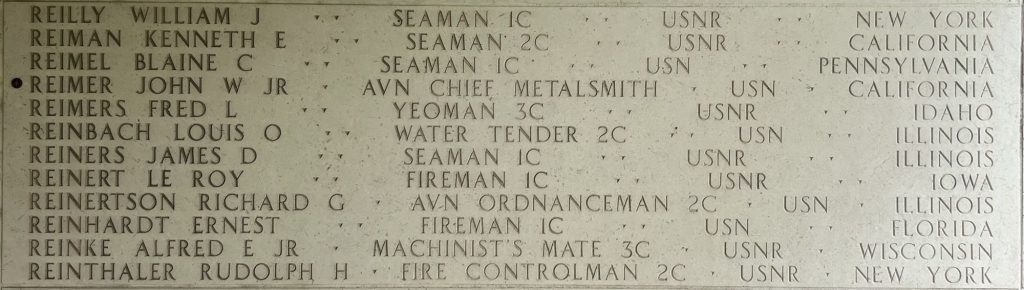 REILLY WILLIAM J · · SEAMAN 1C · · USNR · · NEW YORK
REIMAN KENNETH E · · SEAMAN 2C · · USNR · · CALIFORNIA
REIMEL BLAINE C · · SEAMAN 1C · · USN · · PENNSYLVANIA
REIMER JOHN W JR · AVN CHIEF METALSMITH · USN · CALIFORNIA
REIMERS FRED L · · YEOMAN 3C · · USNR · · IDAHO
REINBACH LOUIS O · · WATER TENDER 2C · · USN · · ILLINOIS
REINERS JAMES D · · SEAMAN 1C · · USNR · · ILLINOIS
REINERT LE ROY · · FIREMAN 1C · · USNR · · IOWA
REINERTSON RICHARD G · AVN ORDNANCEMAN 2C · USN · ILLINOIS
REINHARDT ERNEST · · FIREMAN 1C · · USN · · FLORIDA
REINKE ALFRED E JR · MACHINIST'S MATE 3C · USNR · WISCONSIN
REINTHALER RUDOLPH H · FIRE CONTROLMAN 2C · USNR · NEW YORK